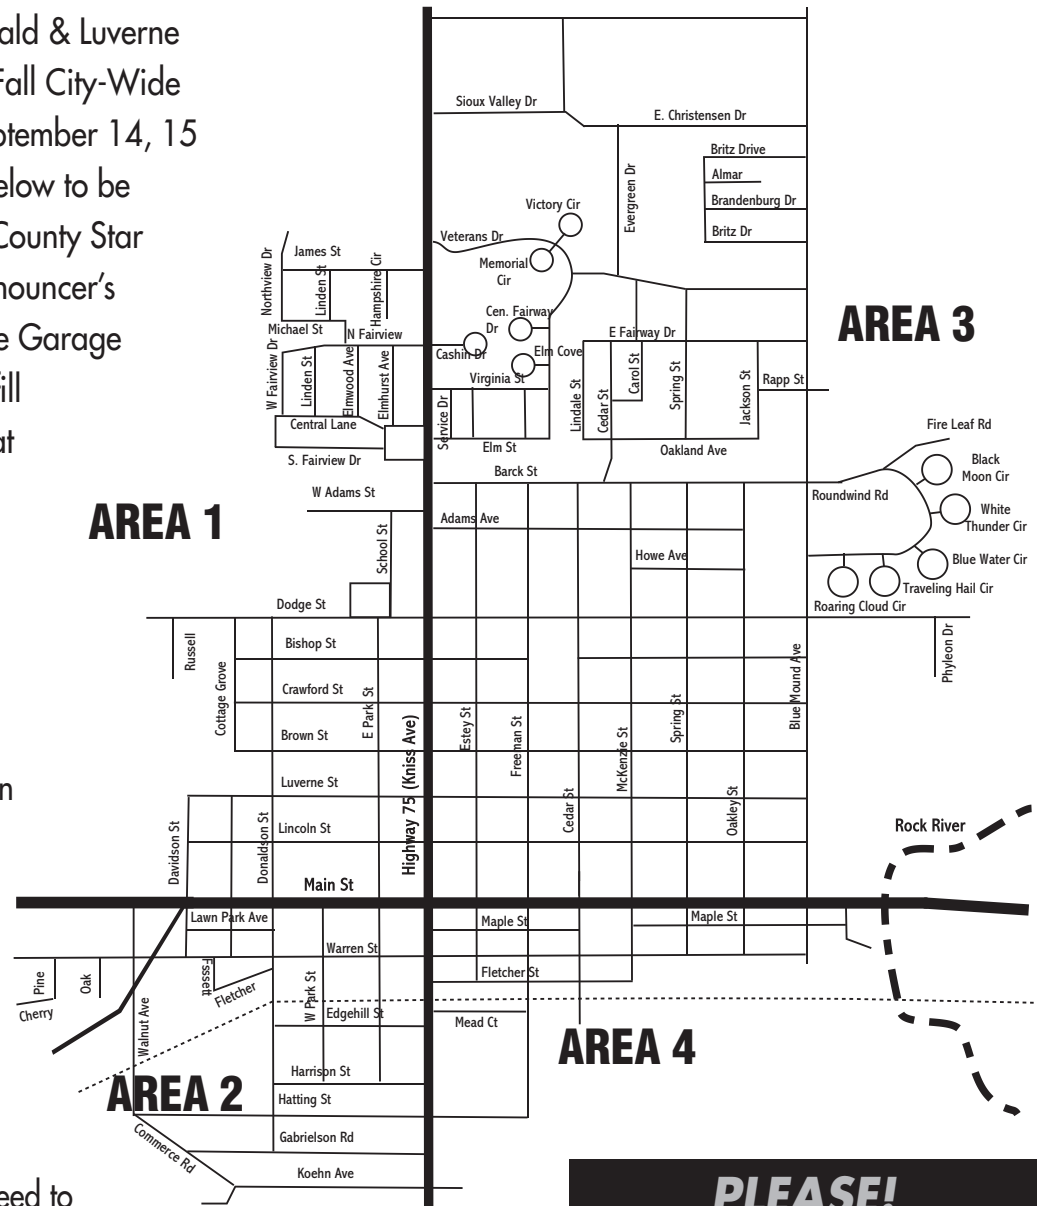 ald & Luverne
Fall City-Wide
ptember 14, 15
elow to be
County Star
nouncer's
e Garage
ill
at
n
eed to
Sioux Valley Dr
E. Christensen Dr
Britz Drive
Almar
Brandenburg Dr
Britz Dr
Evergreen Dr
Victory Cir
Veterans Dr
Memorial
Cir
Northview Dr
James St
Linden St
Hampshire Cir
Michael St
N Fairview
Cen. Fairway
Dr
E Fairway Dr
AREA 3
Cashin Dr
Elm Cove
W Fairview Dr
Linden St
Elmwood Ave
Elmhurst Ave
Virginia St
Service Dr
Lindale St
Cedar St
Carol St
Spring St
Jackson St
Rapp St
Central Lane
Elm St
Oakland Ave
Fire Leaf Rd
S. Fairview Dr
Barck St
Black
Moon Cir
W Adams St
Roundwind Rd
White
Thunder Cir
AREA 1
Adams Ave
School St
Howe Ave
Blue Water Cir
Traveling Hail Cir
Roaring Cloud Cir
Dodge St
Russell
Bishop St
Phyleon Dr
Cottage Grove
Crawford St
E Park St
Blue Mound Ave
Brown St
Highway 75 (Kniss Ave)
Estey St
Freeman St
McKenzie St
Spring St
Luverne St
Cedar St
Oakley St
Davidson St
Donaldson St
Lincoln St
Rock River
Main St
Lawn Park Ave
Maple St
Maple St
Warren St
Pine
Oak
Fsssett
Fletcher
W Park St
Fletcher St
Cherry
Walnut Ave
Edgehill St
Mead Ct
AREA 4
Harrison St
AREA 2
Hatting St
Commerce Rd
Gabrielson Rd
Koehn Ave
PLEASE!